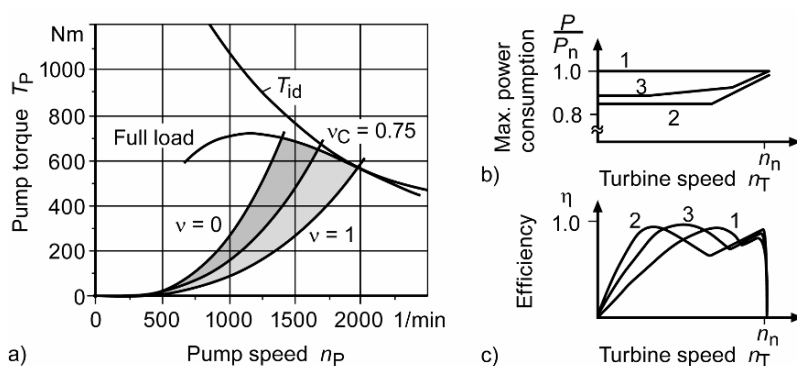 Nm
1000
800
600
400
200
0
Pump torque T_P
T_id
Full load
ν_C = 0.75
ν = 0
ν = 1
0 500 1000 1500 2000 1/min
a) Pump speed n_P
P/P_n
1.0
0.8
Max. power
consumption
1
3
2
n_n
b) Turbine speed n_T
η
1.0
Efficiency
2 3 1
n_n
c) Turbine speed n_T